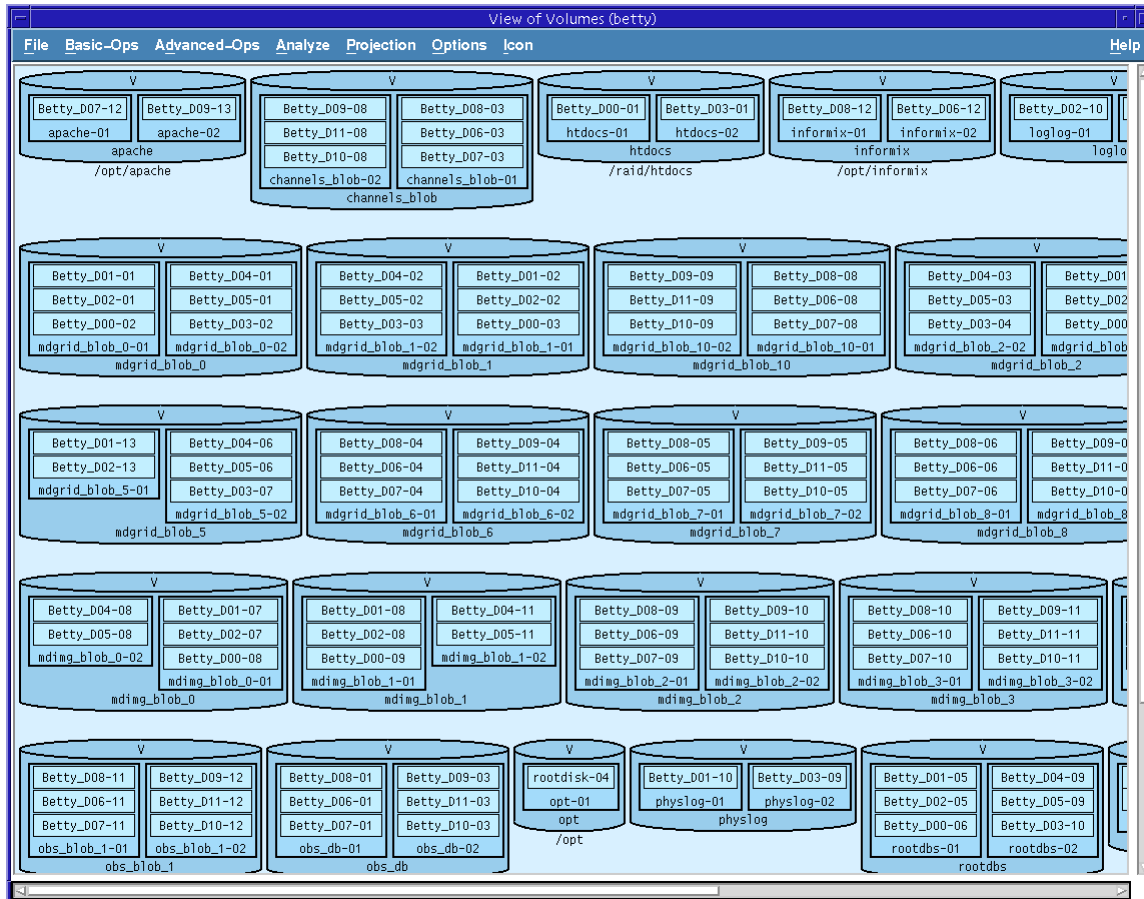 View of Volumes (betty)
File Basic-Ops Advanced-Ops Analyze Projection Options Icon Help
V V V V V
Betty_D07-12 Betty_D09-13 Betty_D09-08 Betty_D08-03 Betty_D00-01 Betty_D03-01 Betty_D08-12 Betty_D06-12 Betty_D02-10
apache-01 apache-02 Betty_D11-08 Betty_D06-03 htdocs-01 htdocs-02 informix-01 informix-02 loglog-01
apache Betty_D10-08 Betty_D07-03 htdocs informix loglo
/opt/apache channels_blob-02 channels_blob-01 /raid/htdocs /opt/informix
channels_blob
V V V V
Betty_D01-01 Betty_D04-01 Betty_D04-02 Betty_D01-02 Betty_D09-09 Betty_D08-08 Betty_D04-03 Betty_D01
Betty_D02-01 Betty_D05-01 Betty_D05-02 Betty_D02-02 Betty_D11-09 Betty_D06-08 Betty_D05-03 Betty_D02
Betty_D00-02 Betty_D03-02 Betty_D03-03 Betty_D00-03 Betty_D10-09 Betty_D07-08 Betty_D03-04 Betty_D00
mdgrid_blob_0-01 mdgrid_blob_0-02 mdgrid_blob_1-02 mdgrid_blob_1-01 mdgrid_blob_10-02 mdgrid_blob_10-01 mdgrid_blob_2-02 mdgrid_blob
mdgrid_blob_0 mdgrid_blob_1 mdgrid_blob_10 mdgrid_blob_2
V V V V
Betty_D01-13 Betty_D04-06 Betty_D08-04 Betty_D09-04 Betty_D08-05 Betty_D09-05 Betty_D08-06 Betty_D09-0
Betty_D02-13 Betty_D05-06 Betty_D06-04 Betty_D11-04 Betty_D06-05 Betty_D11-05 Betty_D06-06 Betty_D11-0
mdgrid_blob_5-01 Betty_D03-07 Betty_D07-04 Betty_D10-04 Betty_D07-05 Betty_D10-05 Betty_D07-06 Betty_D10-0
mdgrid_blob_5-02 mdgrid_blob_6-01 mdgrid_blob_6-02 mdgrid_blob_7-01 mdgrid_blob_7-02 mdgrid_blob_8-01 mdgrid_blob_8
mdgrid_blob_5 mdgrid_blob_6 mdgrid_blob_7 mdgrid_blob_8
V V V V
Betty_D04-08 Betty_D01-07 Betty_D01-08 Betty_D04-11 Betty_D08-09 Betty_D09-10 Betty_D08-10 Betty_D09-11
Betty_D05-08 Betty_D02-07 Betty_D02-08 Betty_D05-11 Betty_D06-09 Betty_D11-10 Betty_D06-10 Betty_D11-11
mdimg_blob_0-02 Betty_D00-08 Betty_D00-09 mdimg_blob_1-02 Betty_D07-09 Betty_D10-10 Betty_D07-10 Betty_D10-11
mdimg_blob_0-01 mdimg_blob_1-01 mdimg_blob_2-01 mdimg_blob_2-02 mdimg_blob_3-01 mdimg_blob_3-02
mdimg_blob_0 mdimg_blob_1 mdimg_blob_2 mdimg_blob_3
V V V V V
Betty_D08-11 Betty_D09-12 Betty_D08-01 Betty_D09-03 rootdisk-04 Betty_D01-10 Betty_D03-09 Betty_D01-05 Betty_D04-09
Betty_D06-11 Betty_D11-12 Betty_D06-01 Betty_D11-03 opt-01 physlog-01 physlog-02 Betty_D02-05 Betty_D05-09
Betty_D07-11 Betty_D10-12 Betty_D07-01 Betty_D10-03 opt physlog Betty_D00-06 Betty_D03-10
obs_blob_1-01 obs_blob_1-02 obs_db-01 obs_db-02 /opt rootdbs-01 rootdbs-02
obs_blob_1 obs_db rootdbs